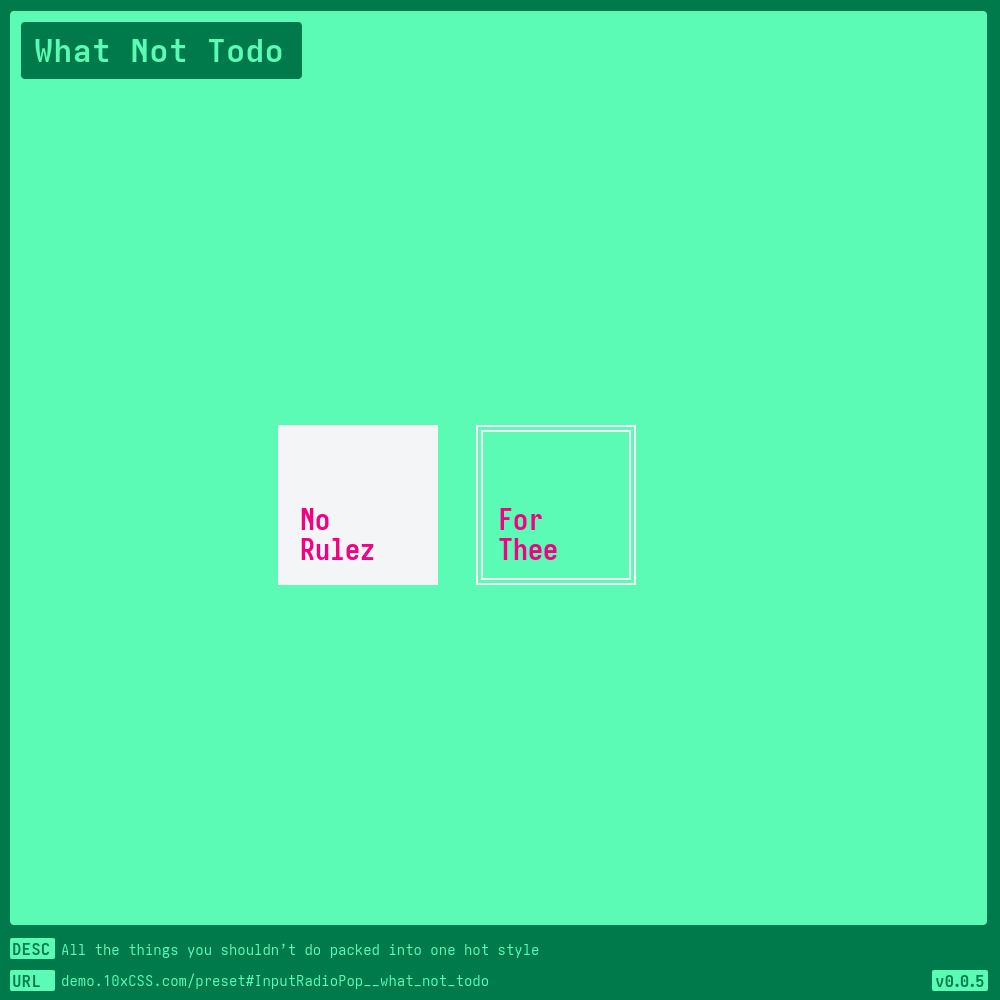 What Not Todo
No
Rulez
For
Thee
DESC All the things you shouldn’t do packed into one hot style
URL demo.10xCSS.com/preset#InputRadioPop__what_not_todo
v0.0.5